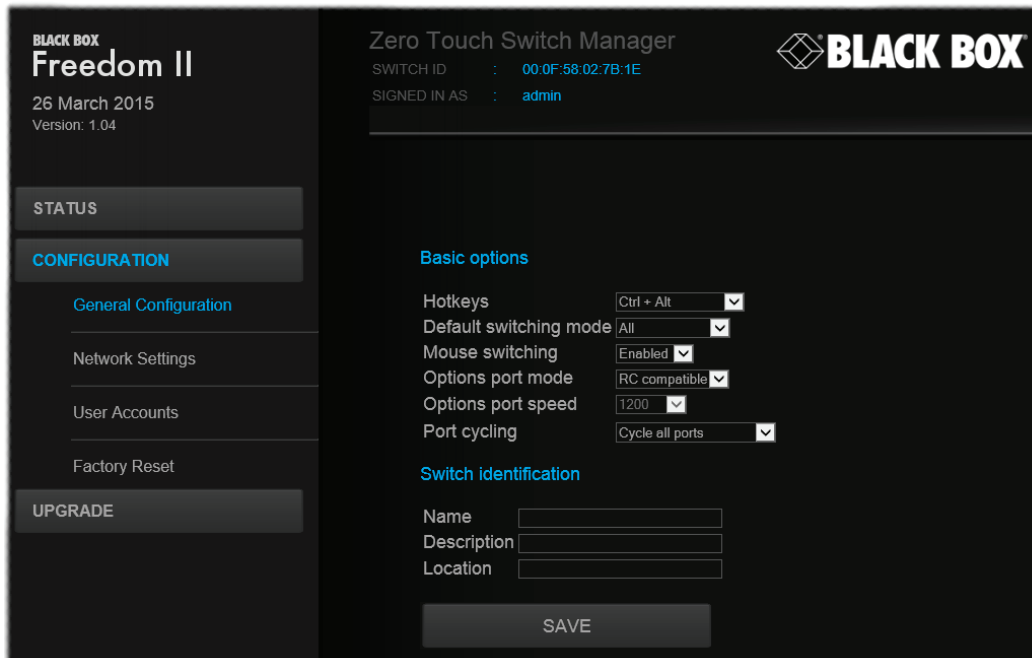 BLACK BOX
Freedom II
26 March 2015
Version: 1.04
Zero Touch Switch Manager
SWITCH ID : 00:0F:58:02:7B:1E
SIGNED IN AS : admin
BLACK BOX
STATUS
CONFIGURATION
General Configuration
Network Settings
User Accounts
Factory Reset
UPGRADE
Basic options
Hotkeys Ctrl + Alt
Default switching mode All
Mouse switching Enabled
Options port mode RC compatible
Options port speed 1200
Port cycling Cycle all ports
Switch identification
Name
Description
Location
SAVE